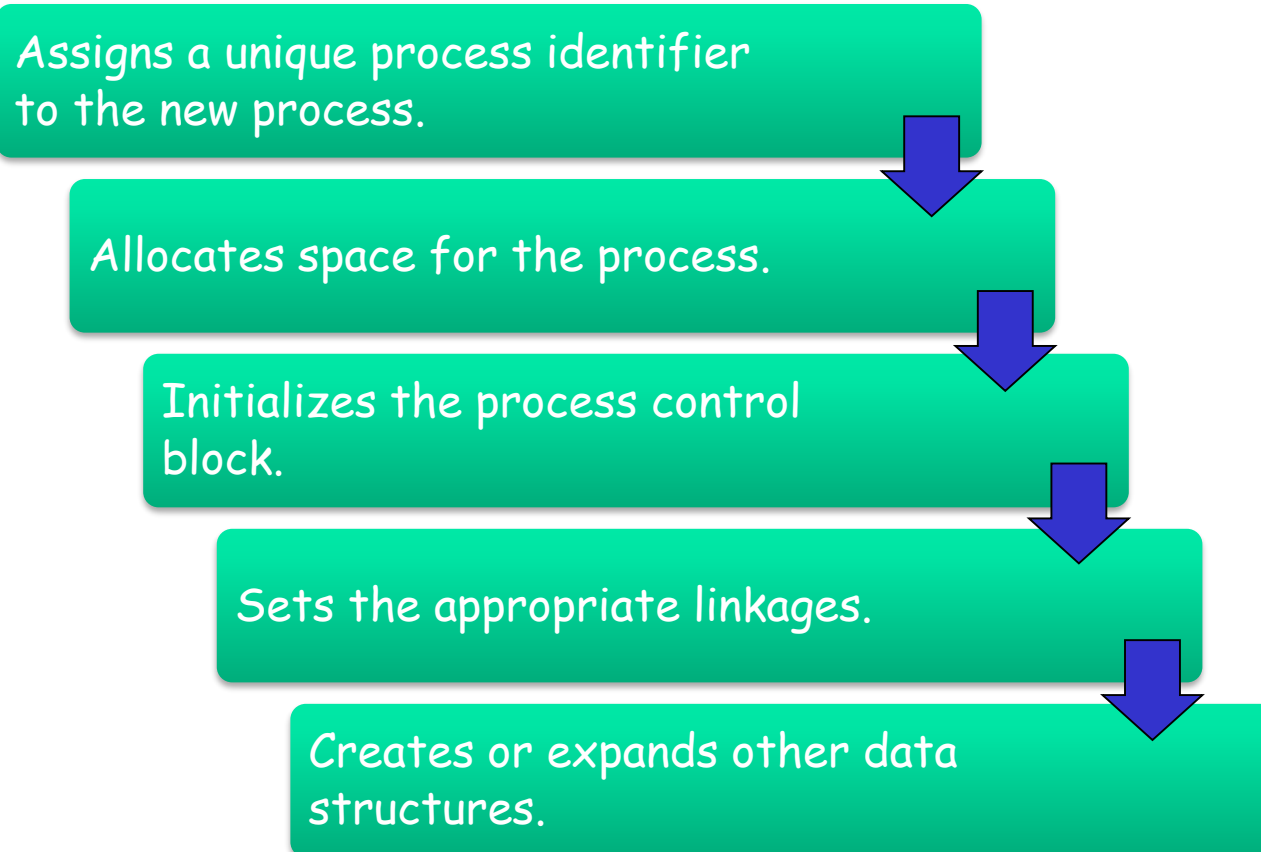 Assigns a unique process identifier
to the new process.
Allocates space for the process.
Initializes the process control
block.
Sets the appropriate linkages.
Creates or expands other data
structures.